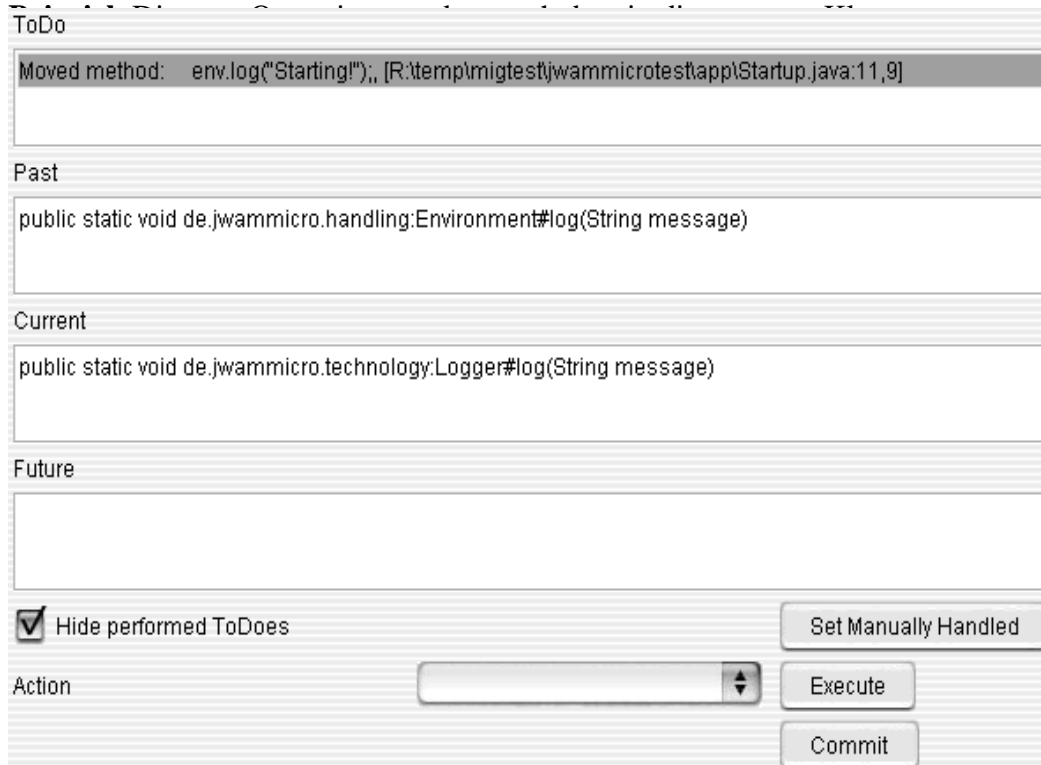 ToDo
Moved method: env.log("Starting!");, [R:\temp\migtest\jwammicrotest\app\Startup.java:11,9]
Past
public static void de.jwammicro.handling:Environment#log(String message)
Current
public static void de.jwammicro.technology:Logger#log(String message)
Future
Hide performed ToDoes
Set Manually Handled
Action
Execute
Commit